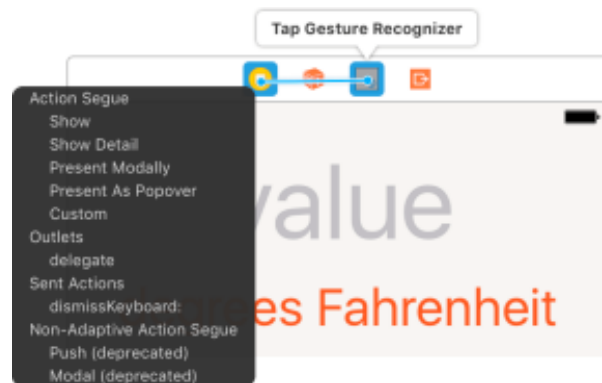 Tap Gesture Recognizer
Action Segue
Show
Show Detail
Present Modally
Present As Popover
Custom
Outlets
delegate
Sent Actions
dismissKeyboard:
Non-Adaptive Action Segue
Push (deprecated)
Modal (deprecated)
value
es Fahrenheit